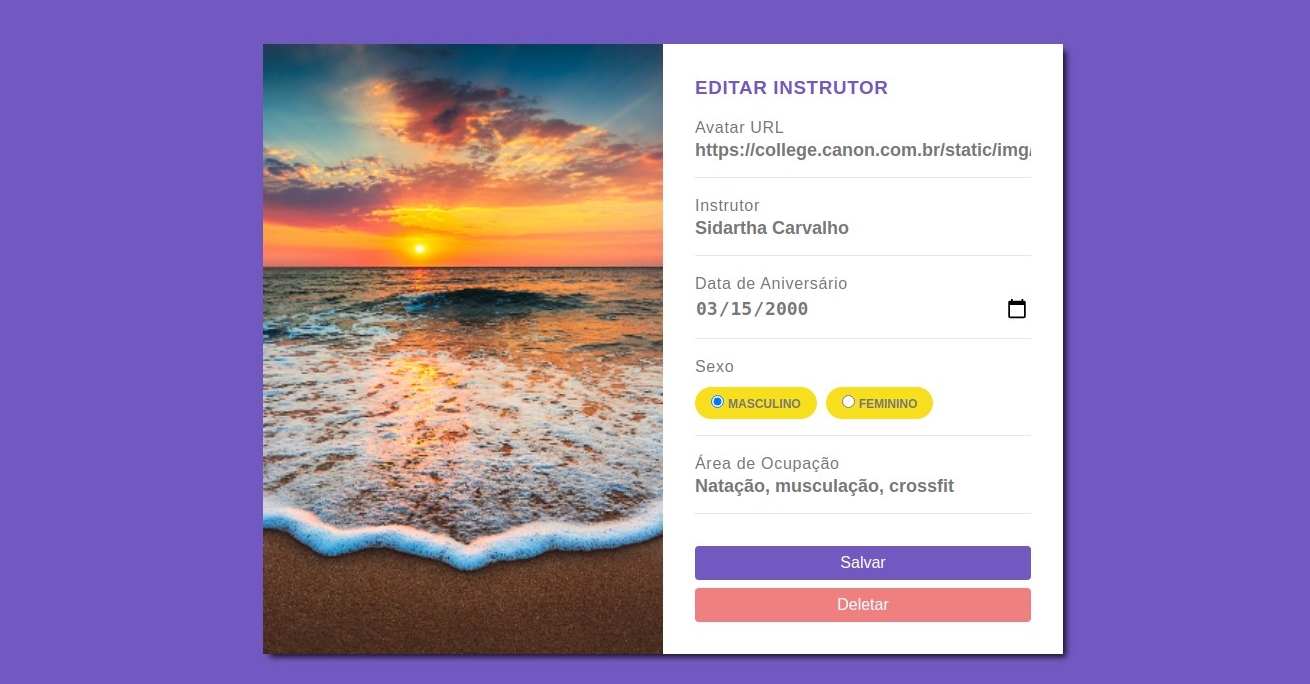 EDITAR INSTRUTOR
Avatar URL
https://college.canon.com.br/static/img/
Instrutor
Sidartha Carvalho
Data de Aniversário
03/15/2000
Sexo
MASCULINO FEMININO
Área de Ocupação
Natação, musculação, crossfit
Salvar
Deletar